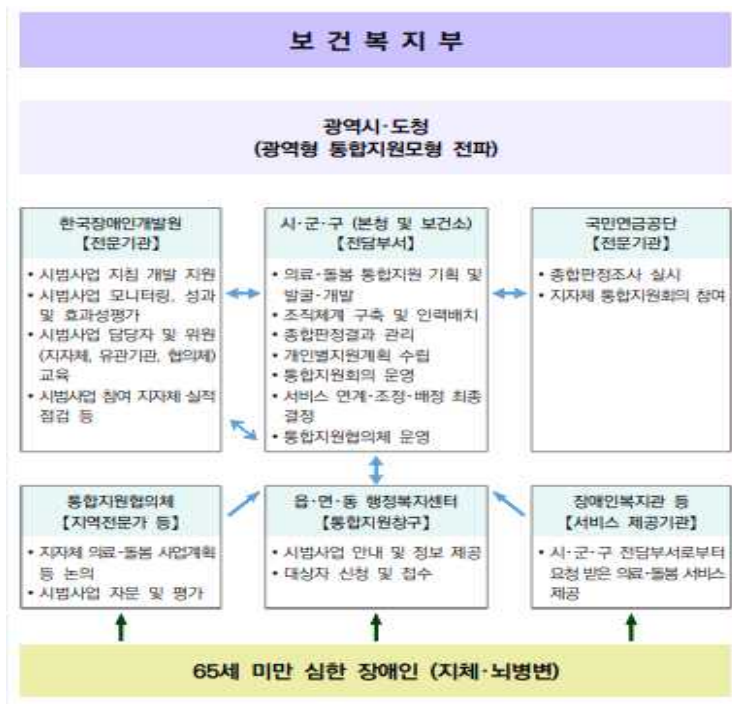 보건복지부
광역시·도청
(광역형 통합지원모형 전파)
한국장애인개발원
【전문기관】
• 시범사업 지침 개발 지원
• 시범사업 모니터링, 성과
및 효과성평가
• 시범사업 담당자 및 위원
(지자체, 유관기관, 협의체)
교육
• 시범사업 참여 지자체 실적
점검 등
시·군·구 (본청 및 보건소)
【전담부서】
• 의료-돌봄 통합지원 기획 및
발굴-개발
• 조직체계 구축 및 인력배치
• 종합판정결과 관리
• 개인별지원계획 수립
• 통합지원회의 운영
• 서비스 연계-조정-배정 최종
결정
• 통합지원협의체 운영
국민연금공단
【전문기관】
• 종합판정조사 실시
• 지자체 통합지원회의 참여
통합지원협의체
【지역전문가 등】
• 지자체 의료-돌봄 사업계획
등 논의
• 시범사업 자문 및 평가
읍·면·동 행정복지센터
【통합지원창구】
• 시범사업 안내 및 정보 제공
• 대상자 신청 및 접수
장애인복지관 등
【서비스 제공기관】
• 시·군·구 전담부서로부터
요청 받은 의료-돌봄 서비스
제공
65세 미만 심한 장애인 (지체·뇌병변)